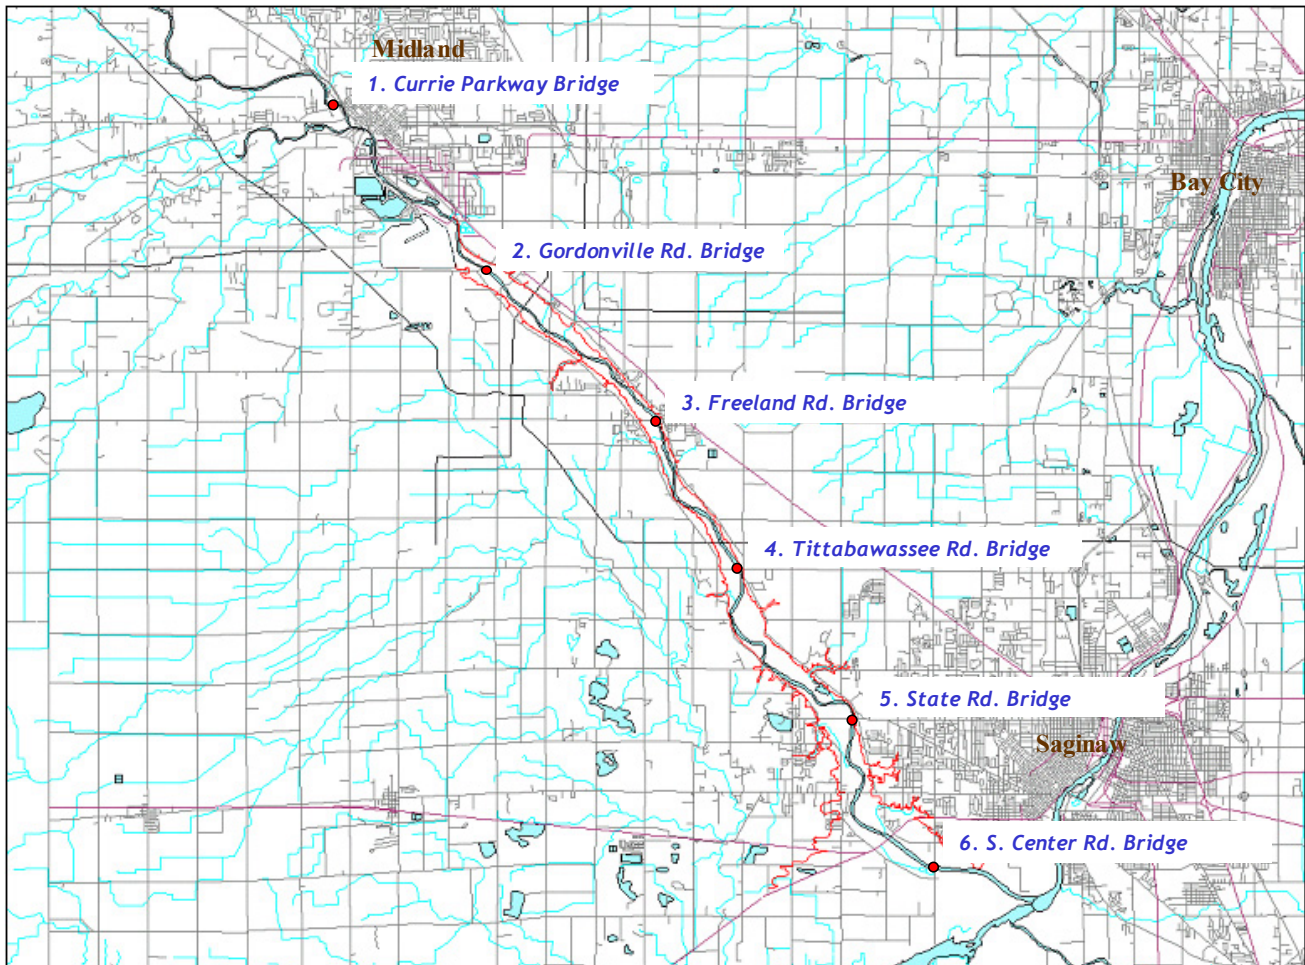 Midland
1. Currie Parkway Bridge
Bay City
2. Gordonville Rd. Bridge
3. Freeland Rd. Bridge
4. Tittabawassee Rd. Bridge
5. State Rd. Bridge
Saginaw
6. S. Center Rd. Bridge